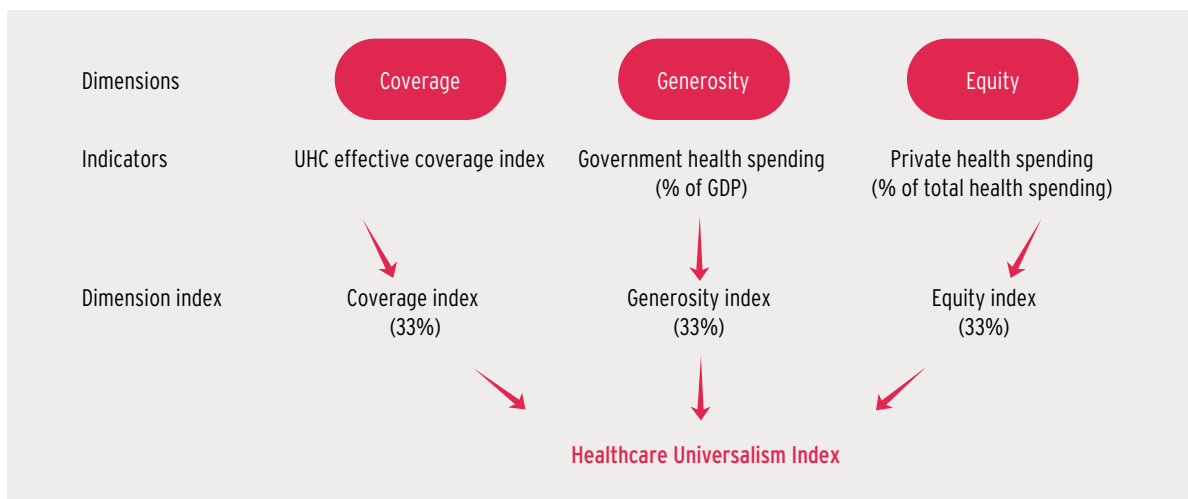 Dimensions
Coverage
Generosity
Equity
Indicators
UHC effective coverage index
Government health spending
(% of GDP)
Private health spending
(% of total health spending)
Dimension index
Coverage index
(33%)
Generosity index
(33%)
Equity index
(33%)
Healthcare Universalism Index